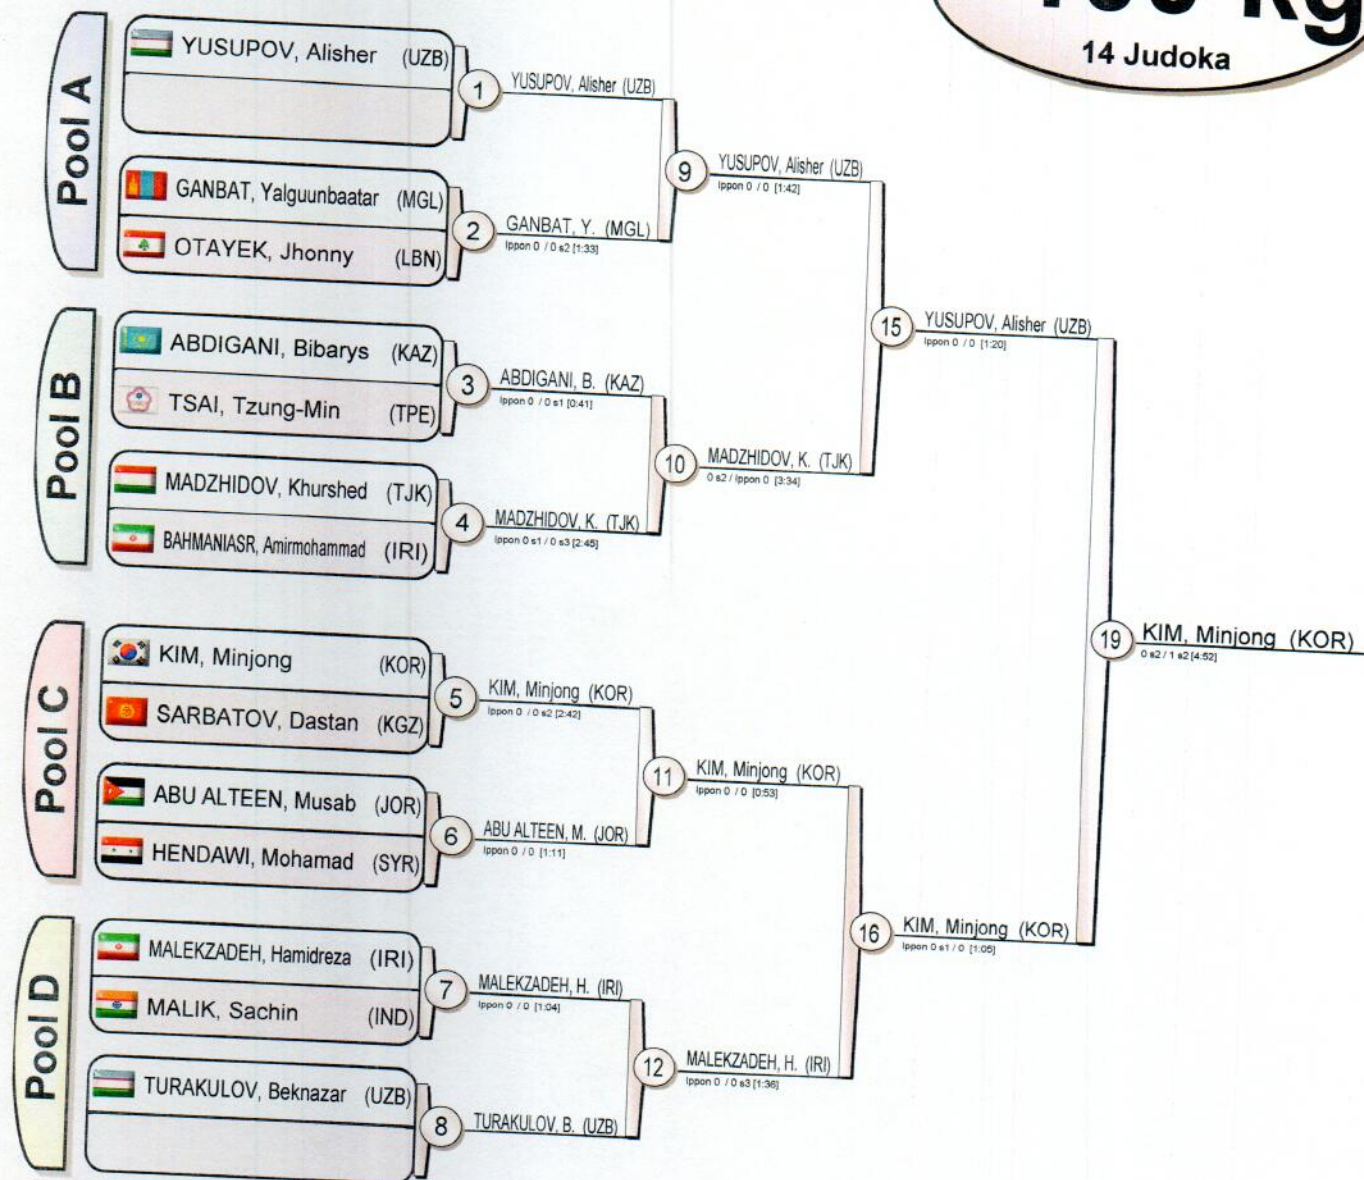 14 Judoka
Pool A
YUSUPOV, Alisher (UZB)
1
YUSUPOV, Alisher (UZB)
GANBAT, Yalguunbaatar (MGL)
OTAYEK, Jhonny (LBN)
2
GANBAT, Y. (MGL)
Ippon 0 / 0 s2 [1:33]
9
YUSUPOV, Alisher (UZB)
Ippon 0 / 0 [1:42]
Pool B
ABDIGANI, Bibarys (KAZ)
TSAI, Tzung-Min (TPE)
3
ABDIGANI, B. (KAZ)
Ippon 0 / 0 s1 [0:41]
MADZHIDOV, Khurshed (TJK)
BAHMANIASR, Amirmohammad (IRI)
4
MADZHIDOV, K. (TJK)
Ippon 0 s1 / 0 s3 [2:45]
10
MADZHIDOV, K. (TJK)
0 s2 / Ippon 0 [3:34]
15
YUSUPOV, Alisher (UZB)
Ippon 0 / 0 [1:20]
Pool C
KIM, Minjong (KOR)
SARBATOV, Dastan (KGZ)
5
KIM, Minjong (KOR)
Ippon 0 / 0 s2 [2:42]
ABU ALTEEN, Musab (JOR)
HENDAWI, Mohamad (SYR)
6
ABU ALTEEN, M. (JOR)
Ippon 0 / 0 [1:11]
11
KIM, Minjong (KOR)
Ippon 0 / 0 [0:53]
Pool D
MALEKZADEH, Hamidreza (IRI)
MALIK, Sachin (IND)
7
MALEKZADEH, H. (IRI)
Ippon 0 / 0 [1:04]
TURAKULOV, Beknazar (UZB)
8
TURAKULOV, B. (UZB)
12
MALEKZADEH, H. (IRI)
Ippon 0 / 0 s3 [1:36]
16
KIM, Minjong (KOR)
Ippon 0 s1 / 0 [1:05]
19
KIM, Minjong (KOR)
0 s2 / 1 s2 [4:52]